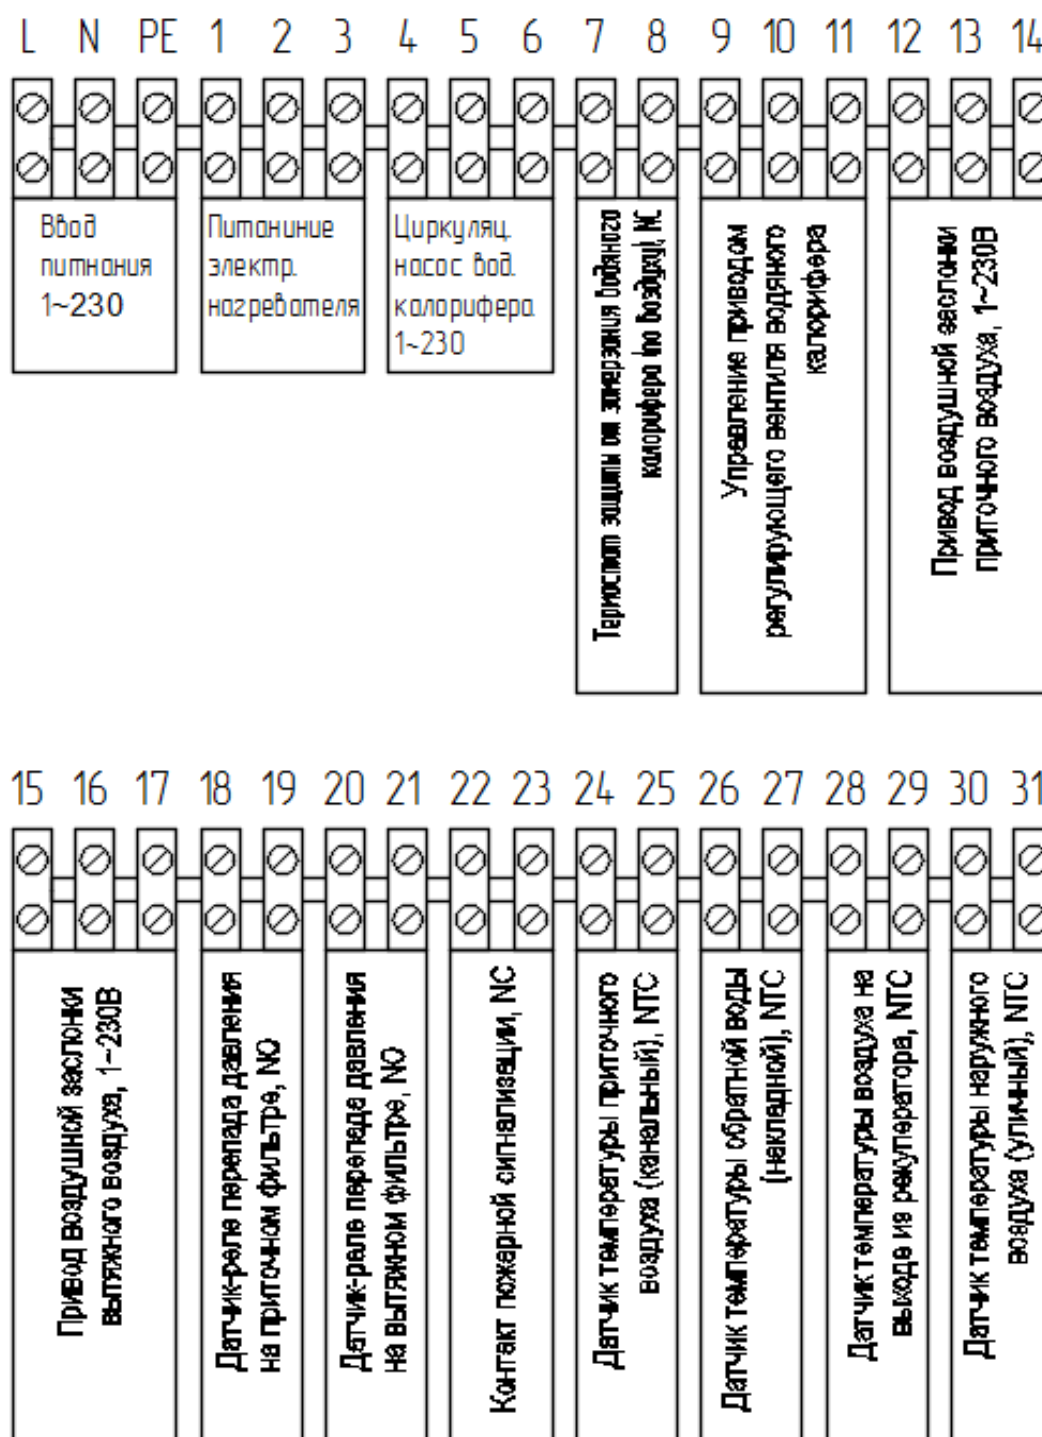 L N PE 1 2 3 4 5 6 7 8 9 10 11 12 13 14
Ввод
питнания
1~230
Питаниние
электр.
нагревателя
Циркуляц.
насос вод.
калорифера
1~230
Термостат защиты от замерзания водяного
калорифера (по воздуху), NC
Управление приводом
регулирующего вентиля водяного
калорифера
Привод воздушной заслонки
приточного воздуха, 1~230В
15 16 17 18 19 20 21 22 23 24 25 26 27 28 29 30 31
Привод воздушной заслонки
вытяжного воздуха, 1~230В
Датчик-реле перепада давления
на приточном фильтре, NO
Датчик-реле перепада давления
на вытяжном фильтре, NO
Контакт пожарной сигнализации, NC
Датчик температуры приточного
воздуха (канальный), NTC
Датчик температуры обратной воды
(накладной), NTC
Датчик температуры воздуха на
выходе из рекуператора, NTC
Датчик температуры наружного
воздуха (уличный), NTC